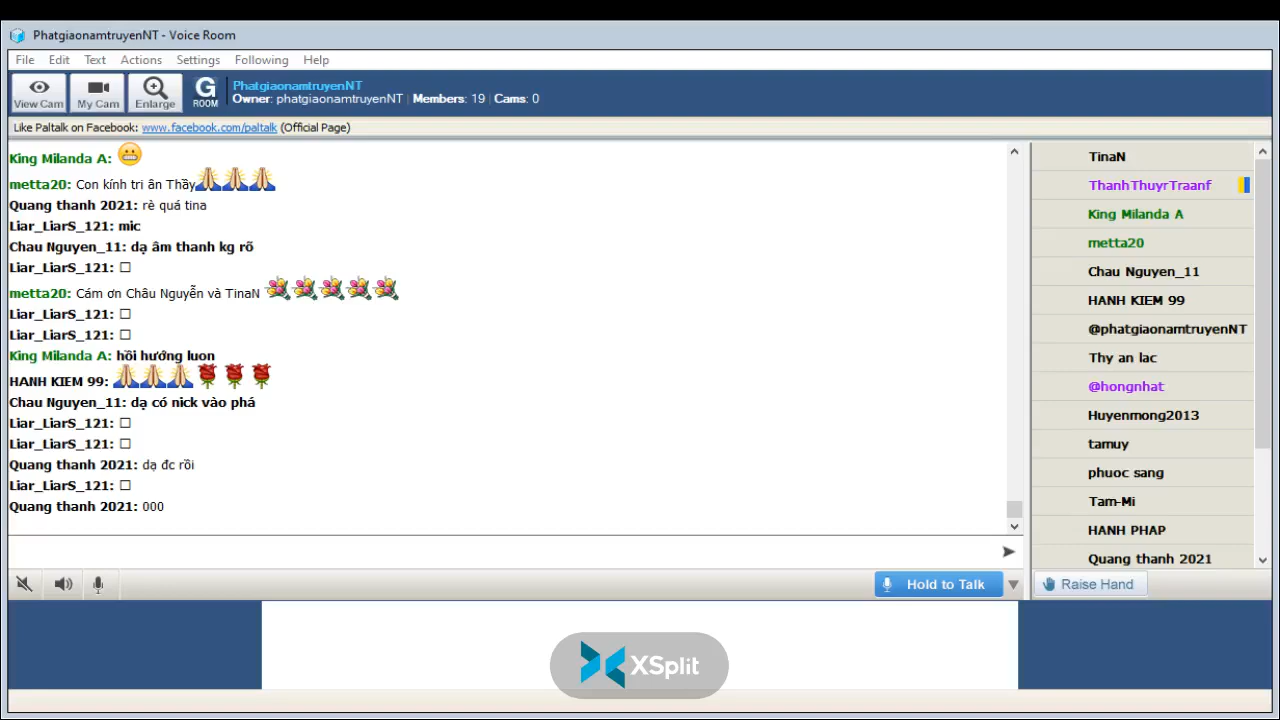 PhatgiaonamtruyenNT - Voice Room
File Edit Text Actions Settings Following Help
View Cam My Cam Enlarge G ROOM
PhatgiaonamtruyenNT
Owner: phatgiaonamtruyenNT | Members: 19 | Cams: 0
Like Paltalk on Facebook: www.facebook.com/paltalk (Official Page)
King Milanda A:
metta20: Con kính tri ân Thầy
Quang thanh 2021: rè quá tina
Liar_LiarS_121: mic
Chau Nguyen_11: dạ âm thanh kg rõ
Liar_LiarS_121: □
metta20: Cám ơn Châu Nguyễn và TinaN
Liar_LiarS_121: □
Liar_LiarS_121: □
King Milanda A: hồi hướng luon
HANH KIEM 99:
Chau Nguyen_11: dạ có nick vào phá
Liar_LiarS_121: □
Liar_LiarS_121: □
Quang thanh 2021: dạ đc rồi
Liar_LiarS_121: □
Quang thanh 2021: 000
TinaN
ThanhThuyrTraanf
King Milanda A
metta20
Chau Nguyen_11
HANH KIEM 99
@phatgiaonamtruyenNT
Thy an lac
@hongnhat
Huyenmong2013
tamuy
phuoc sang
Tam-Mi
HANH PHAP
Quang thanh 2021
Hold to Talk
Raise Hand
XSplit